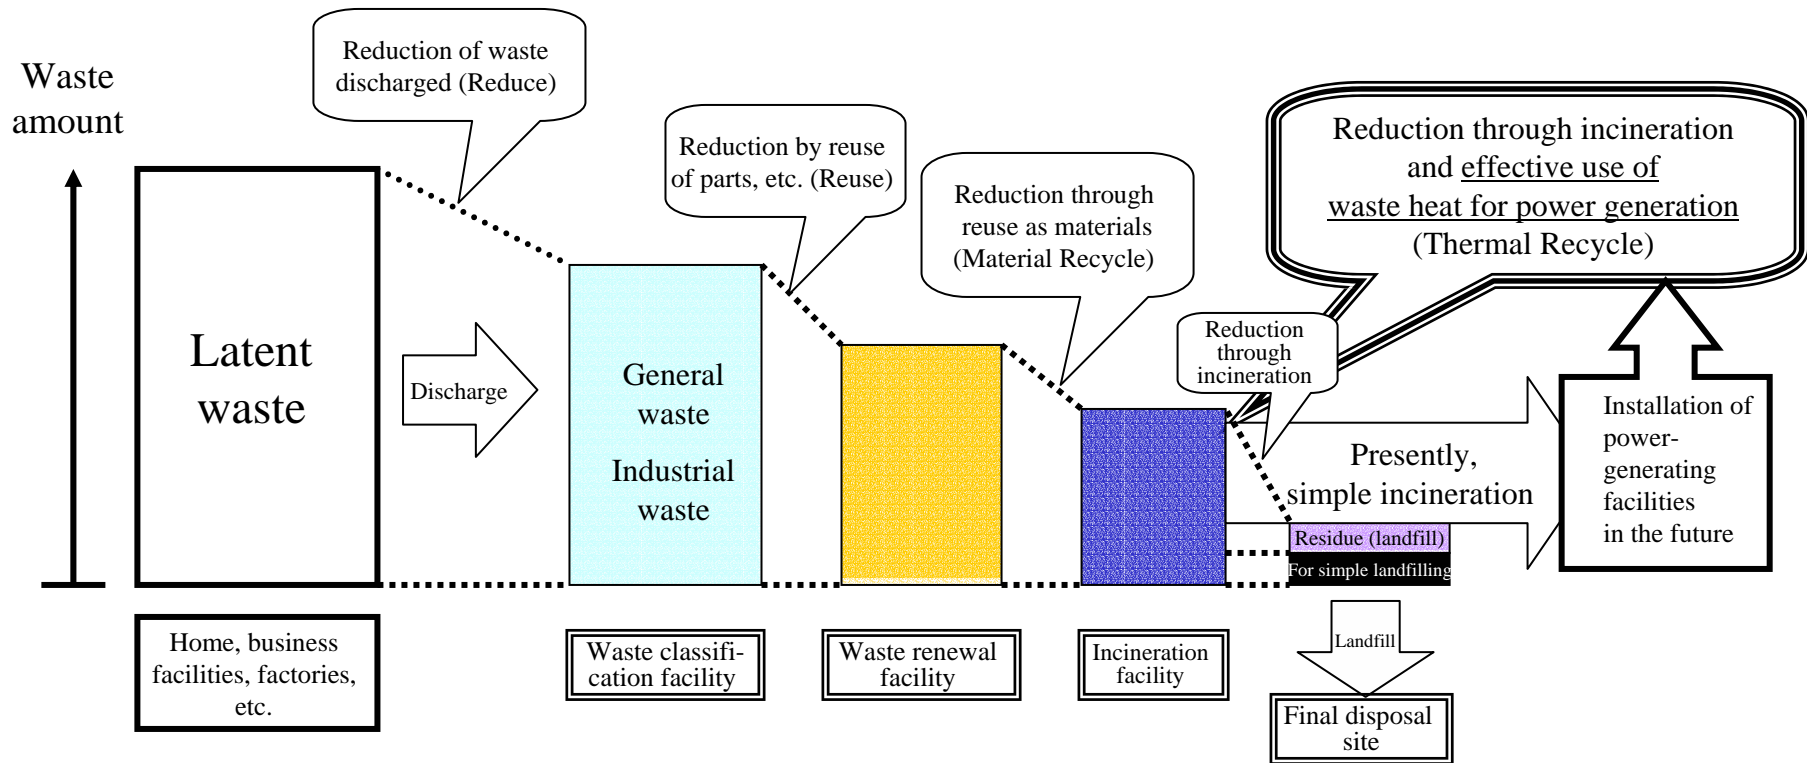 Waste
amount
Reduction of waste
discharged (Reduce)
Reduction by reuse
of parts, etc. (Reuse)
Reduction through
reuse as materials
(Material Recycle)
Reduction through incineration
and effective use of
waste heat for power generation
(Thermal Recycle)
Latent
waste
Discharge
General
waste
Industrial
waste
Reduction
through
incineration
Presently,
simple incineration
Installation of
power-
generating
facilities
in the future
Residue (landfill)
For simple landfilling
Home, business
facilities, factories,
etc.
Waste classifi-
cation facility
Waste renewal
facility
Incineration
facility
Landfill
Final disposal
site